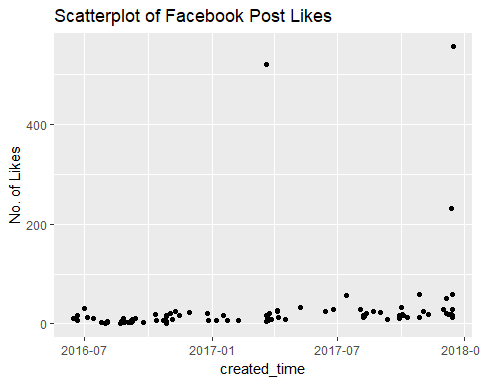 Scatterplot of Facebook Post Likes
No. of Likes
400
200
0
2016-07
2017-01
2017-07
2018-0
created_time